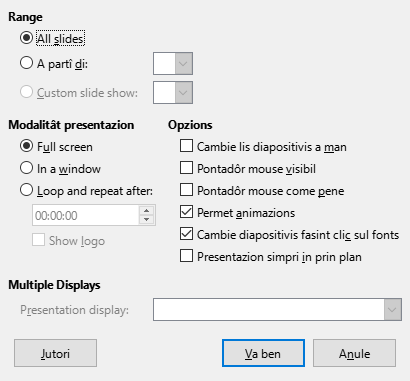 Range
All slides
A partî di:
Custom slide show:
Modalitât presentazion
Full screen
In a window
Loop and repeat after:
00:00:00
Show logo
Opzions
Cambie lis diapositivis a man
Pontadôr mouse visibil
Pontadôr mouse come pene
Permet animazions
Cambie diapositivis fasint clic sul fonts
Presentazion simpri in prin plan
Multiple Displays
Presentation display:
Jutori
Va ben
Anule